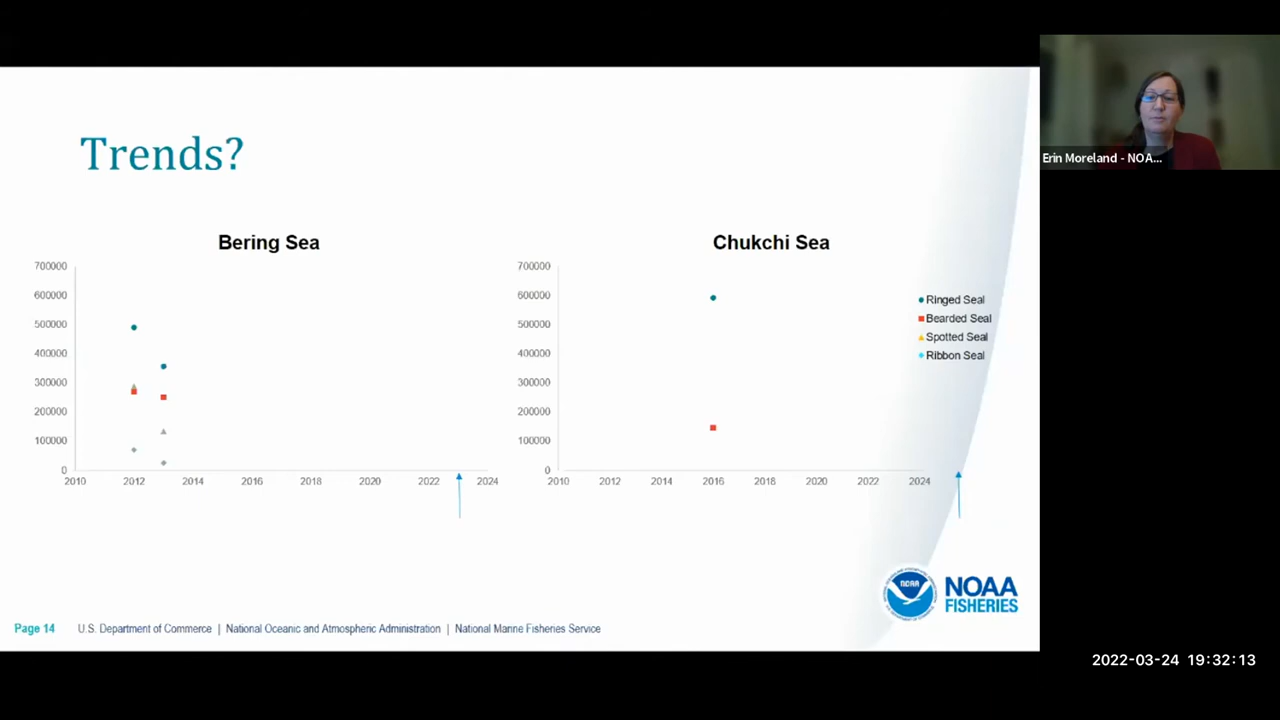 Trends?
Bering Sea
700000
600000
500000
400000
300000
200000
100000
0
2010 2012 2014 2016 2018 2020 2022 2024
Chukchi Sea
700000
600000
500000
400000
300000
200000
100000
0
2010 2012 2014 2016 2018 2020 2022 2024
Ringed Seal
Bearded Seal
Spotted Seal
Ribbon Seal
NOAA
NOAA
FISHERIES
Page 14 U.S. Department of Commerce | National Oceanic and Atmospheric Administration | National Marine Fisheries Service
Erin Moreland - NOA...
2022-03-24 19:32:13